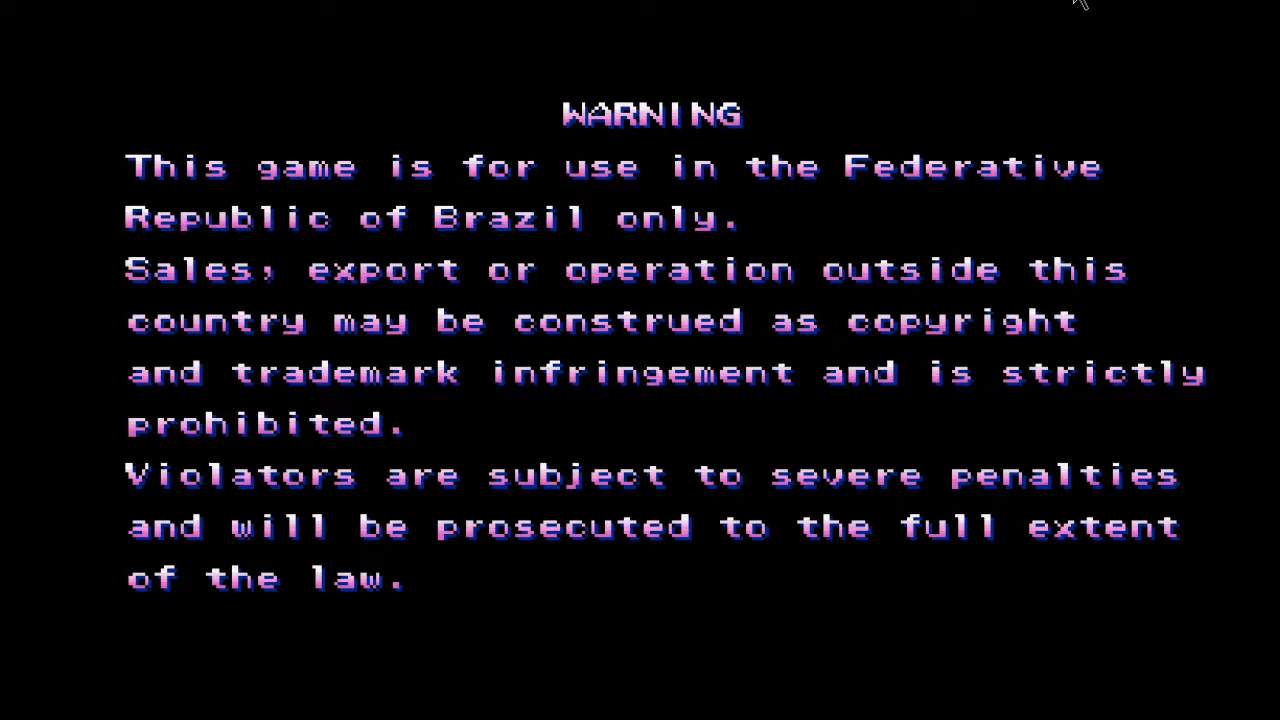 WARNING
This game is for use in the Federative
Republic of Brazil only.
Sales, export or operation outside this
country may be construed as copyright
and trademark infringement and is strictly
prohibited.
Violators are subject to severe penalties
and will be prosecuted to the full extent
of the law.